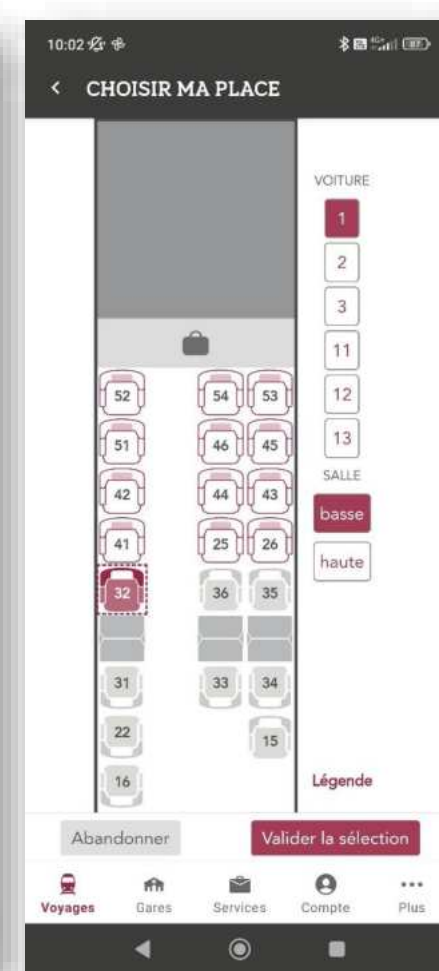 10:02
4G+
87
CHOISIR MA PLACE
VOITURE
1
2
3
11
12
13
SALLE
basse
haute
52 54 53
51 46 45
42 44 43
41 25 26
32 36 35
31 33 34
22 15
16
Légende
Abandonner Valider la sélection
Voyages Gares Services Compte Plus